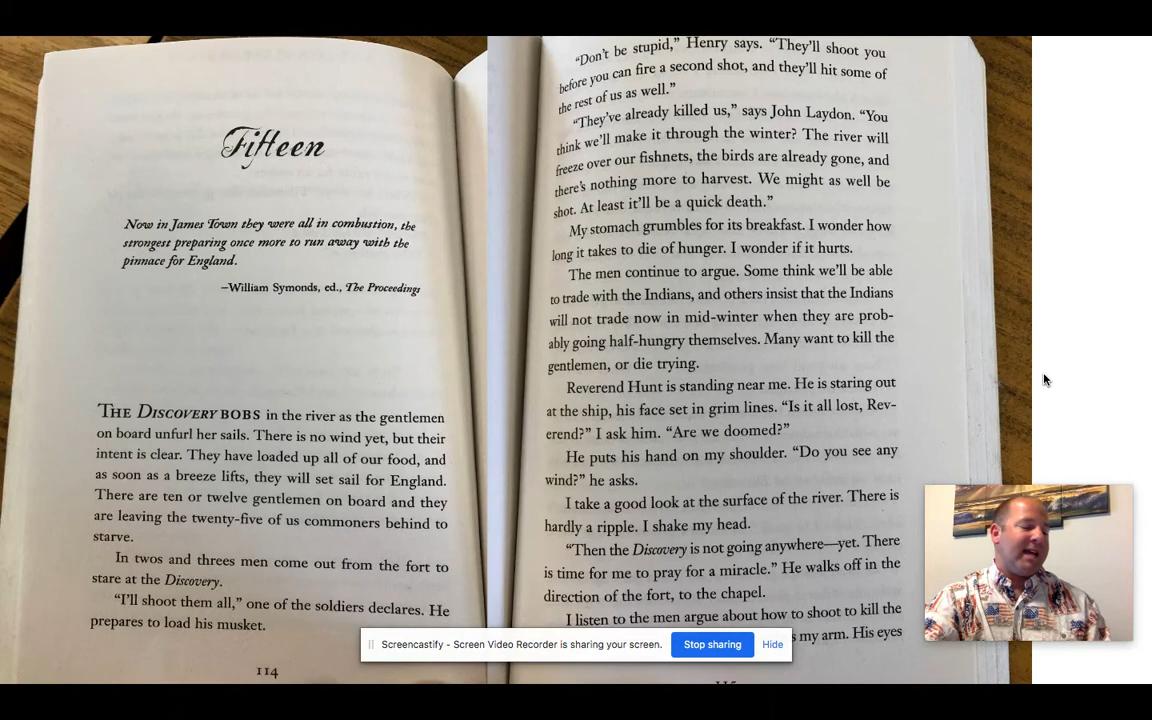 Fifteen
Now in James Town they were all in combustion, the
strongest preparing once more to run away with the
pinnace for England.
—William Symonds, ed., The Proceedings
THE DISCOVERY BOBS in the river as the gentlemen
on board unfurl her sails. There is no wind yet, but their
intent is clear. They have loaded up all of our food, and
as soon as a breeze lifts, they will set sail for England.
There are ten or twelve gentlemen on board and they
are leaving the twenty-five of us commoners behind to
starve.
In twos and threes men come out from the fort to
stare at the Discovery.
“I’ll shoot them all,” one of the soldiers declares. He
prepares to load his musket.
114
“Don’t be stupid,” Henry says. “They’ll shoot you
before you can fire a second shot, and they’ll hit some of
the rest of us as well.”
“They’ve already killed us,” says John Laydon. “You
think we’ll make it through the winter? The river will
freeze over our fishnets, the birds are already gone, and
there’s nothing more to harvest. We might as well be
shot. At least it’ll be a quick death.”
My stomach grumbles for its breakfast. I wonder how
long it takes to die of hunger. I wonder if it hurts.
The men continue to argue. Some think we’ll be able
to trade with the Indians, and others insist that the Indians
will not trade now in mid-winter when they are prob-
ably going half-hungry themselves. Many want to kill the
gentlemen, or die trying.
Reverend Hunt is standing near me. He is staring out
at the ship, his face set in grim lines. “Is it all lost, Rev-
erend?” I ask him. “Are we doomed?”
He puts his hand on my shoulder. “Do you see any
wind?” he asks.
I take a good look at the surface of the river. There is
hardly a ripple. I shake my head.
“Then the Discovery is not going anywhere—yet. There
is time for me to pray for a miracle.” He walks off in the
direction of the fort, to the chapel.
I listen to the men argue about how to shoot to kill the
my arm. His eyes
Screencastify - Screen Video Recorder is sharing your screen.
Stop sharing
Hide